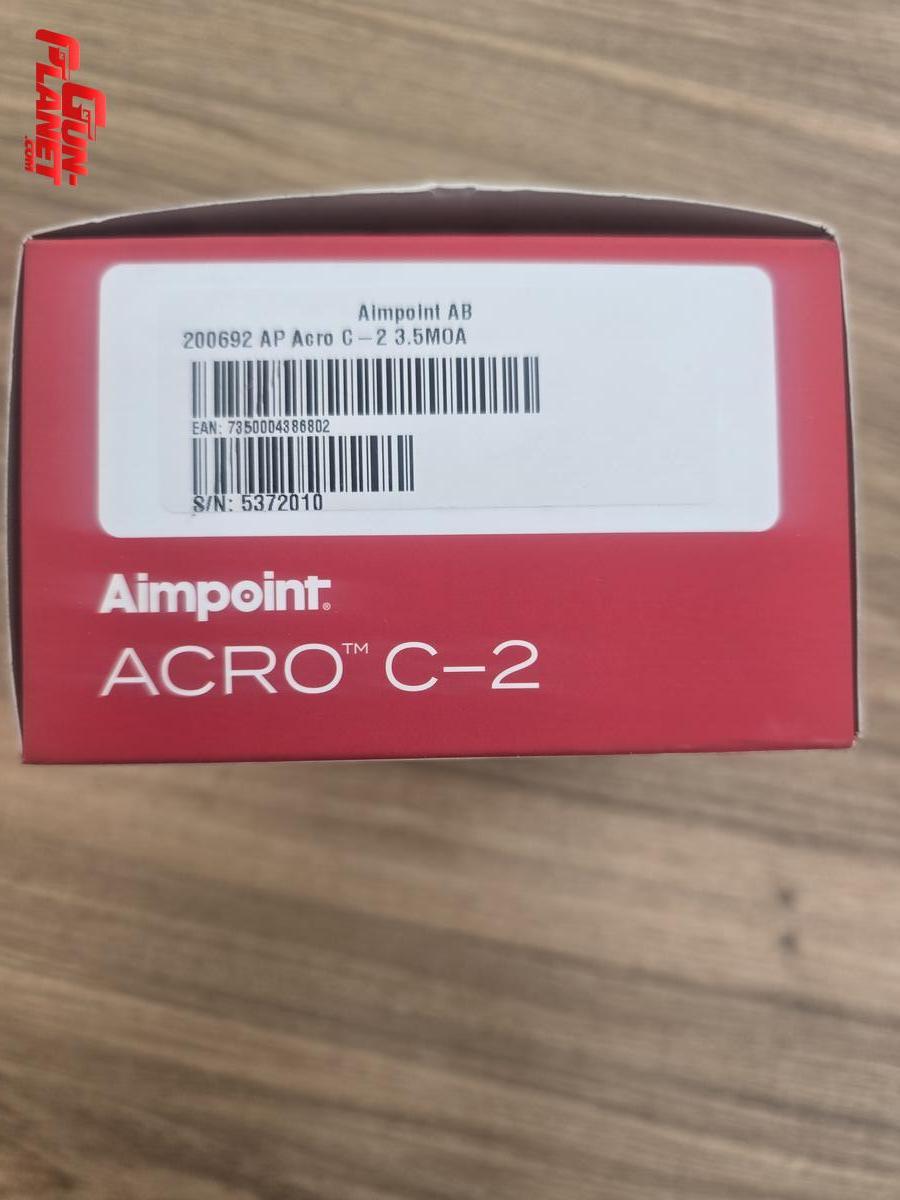 GUN-
PLANET
.COM
Aimpoint AB
200692 AP Acro C-2 3.5MOA
EAN: 7350004386802
S/N: 5372010
Aimpoint®
ACRO™ C-2